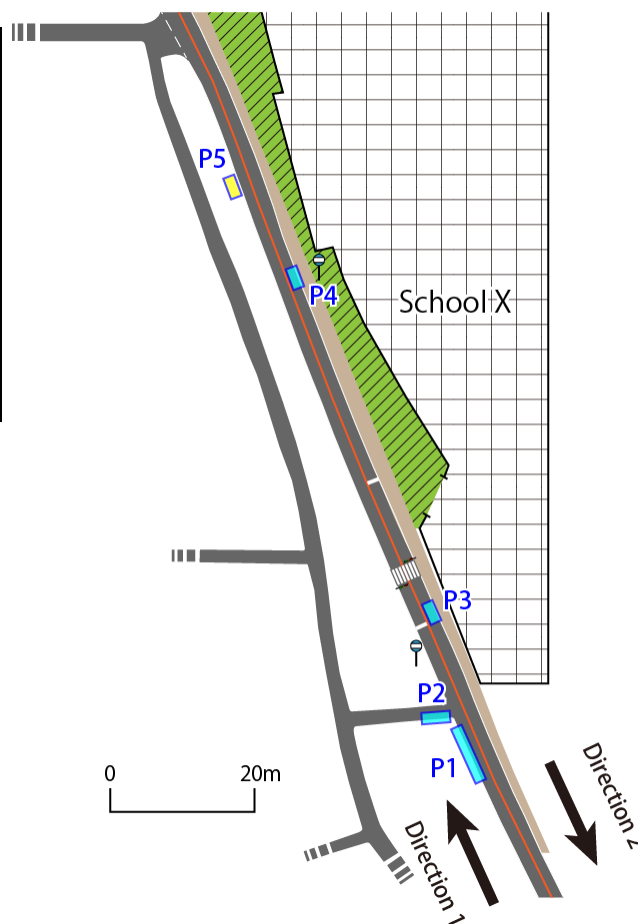 P5
P4
School X
P3
P2
P1
0 20m
Direction 1
Direction 2